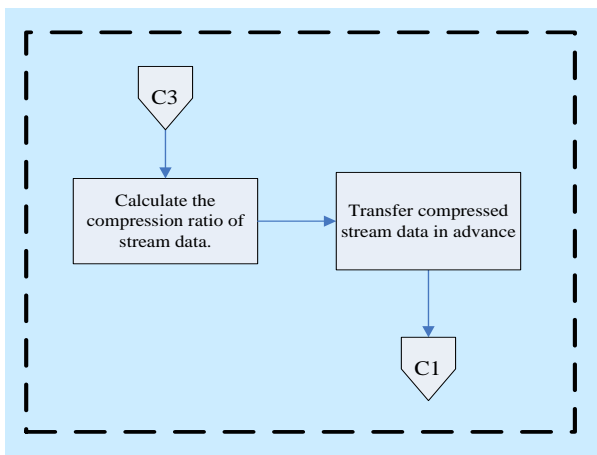 C3
Calculate the
compression ratio of
stream data.
Transfer compressed
stream data in advance
C1